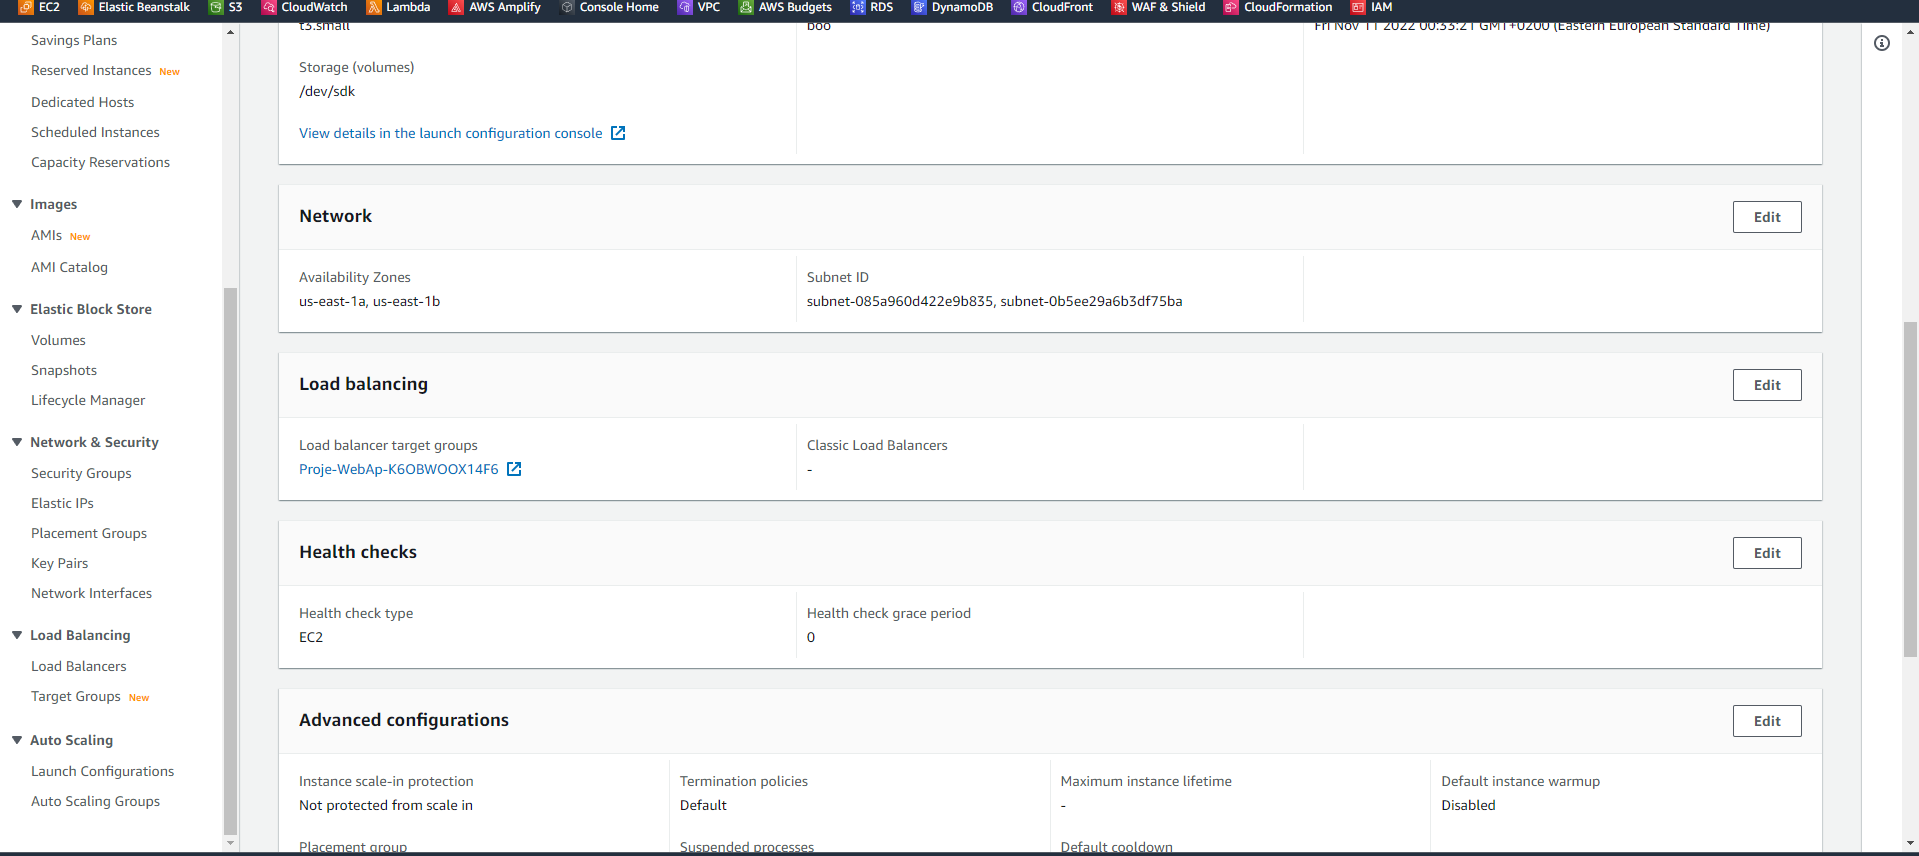 EC2 Elastic Beanstalk S3 CloudWatch Lambda AWS Amplify Console Home VPC AWS Budgets RDS DynamoDB CloudFront WAF & Shield CloudFormation IAM
Savings Plans
Reserved Instances New
Dedicated Hosts
Scheduled Instances
Capacity Reservations
Images
AMIs New
AMI Catalog
Elastic Block Store
Volumes
Snapshots
Lifecycle Manager
Network & Security
Security Groups
Elastic IPs
Placement Groups
Key Pairs
Network Interfaces
Load Balancing
Load Balancers
Target Groups New
Auto Scaling
Launch Configurations
Auto Scaling Groups
t3.small
boo
Fri Nov 11 2022 00:33:21 GMT+0200 (Eastern European Standard Time)
Storage (volumes)
/dev/sdk
View details in the launch configuration console
Network
Edit
Availability Zones
us-east-1a, us-east-1b
Subnet ID
subnet-085a960d422e9b835, subnet-0b5ee29a6b3df75ba
Load balancing
Edit
Load balancer target groups
Proje-WebAp-K6OBWOOX14F6
Classic Load Balancers
-
Health checks
Edit
Health check type
EC2
Health check grace period
0
Advanced configurations
Edit
Instance scale-in protection
Not protected from scale in
Termination policies
Default
Maximum instance lifetime
-
Default instance warmup
Disabled
Placement group
Suspended processes
Default cooldown